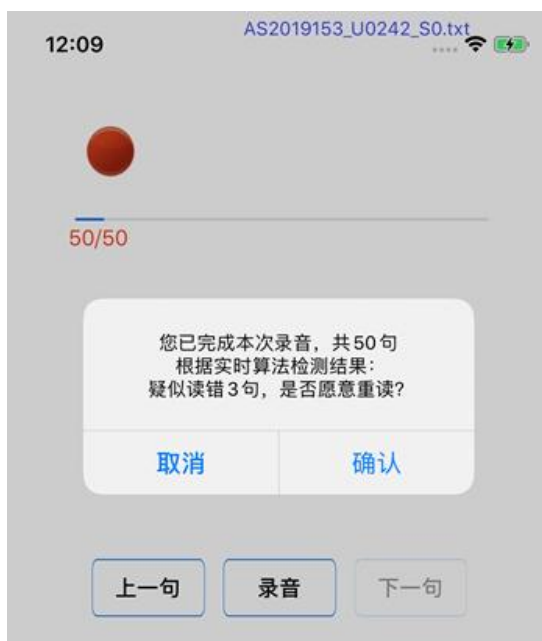 AS2019153_U0242_S0.txt
12:09
50/50
您已完成本次录音，共50句
根据实时算法检测结果：
疑似读错3句，是否愿意重读？
取消
确认
上一句
录音
下一句